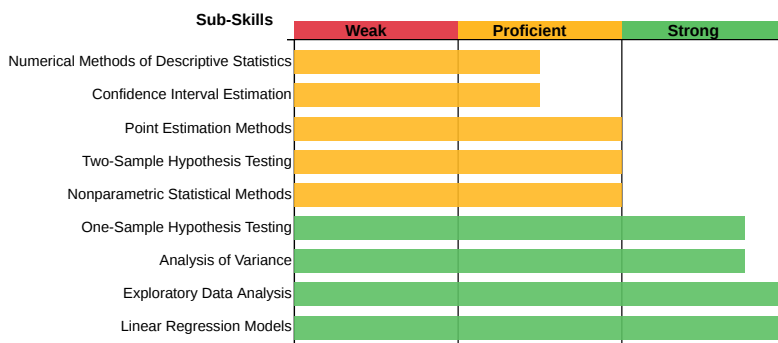 Sub-Skills
Weak Proficient Strong
Numerical Methods of Descriptive Statistics
Confidence Interval Estimation
Point Estimation Methods
Two-Sample Hypothesis Testing
Nonparametric Statistical Methods
One-Sample Hypothesis Testing
Analysis of Variance
Exploratory Data Analysis
Linear Regression Models